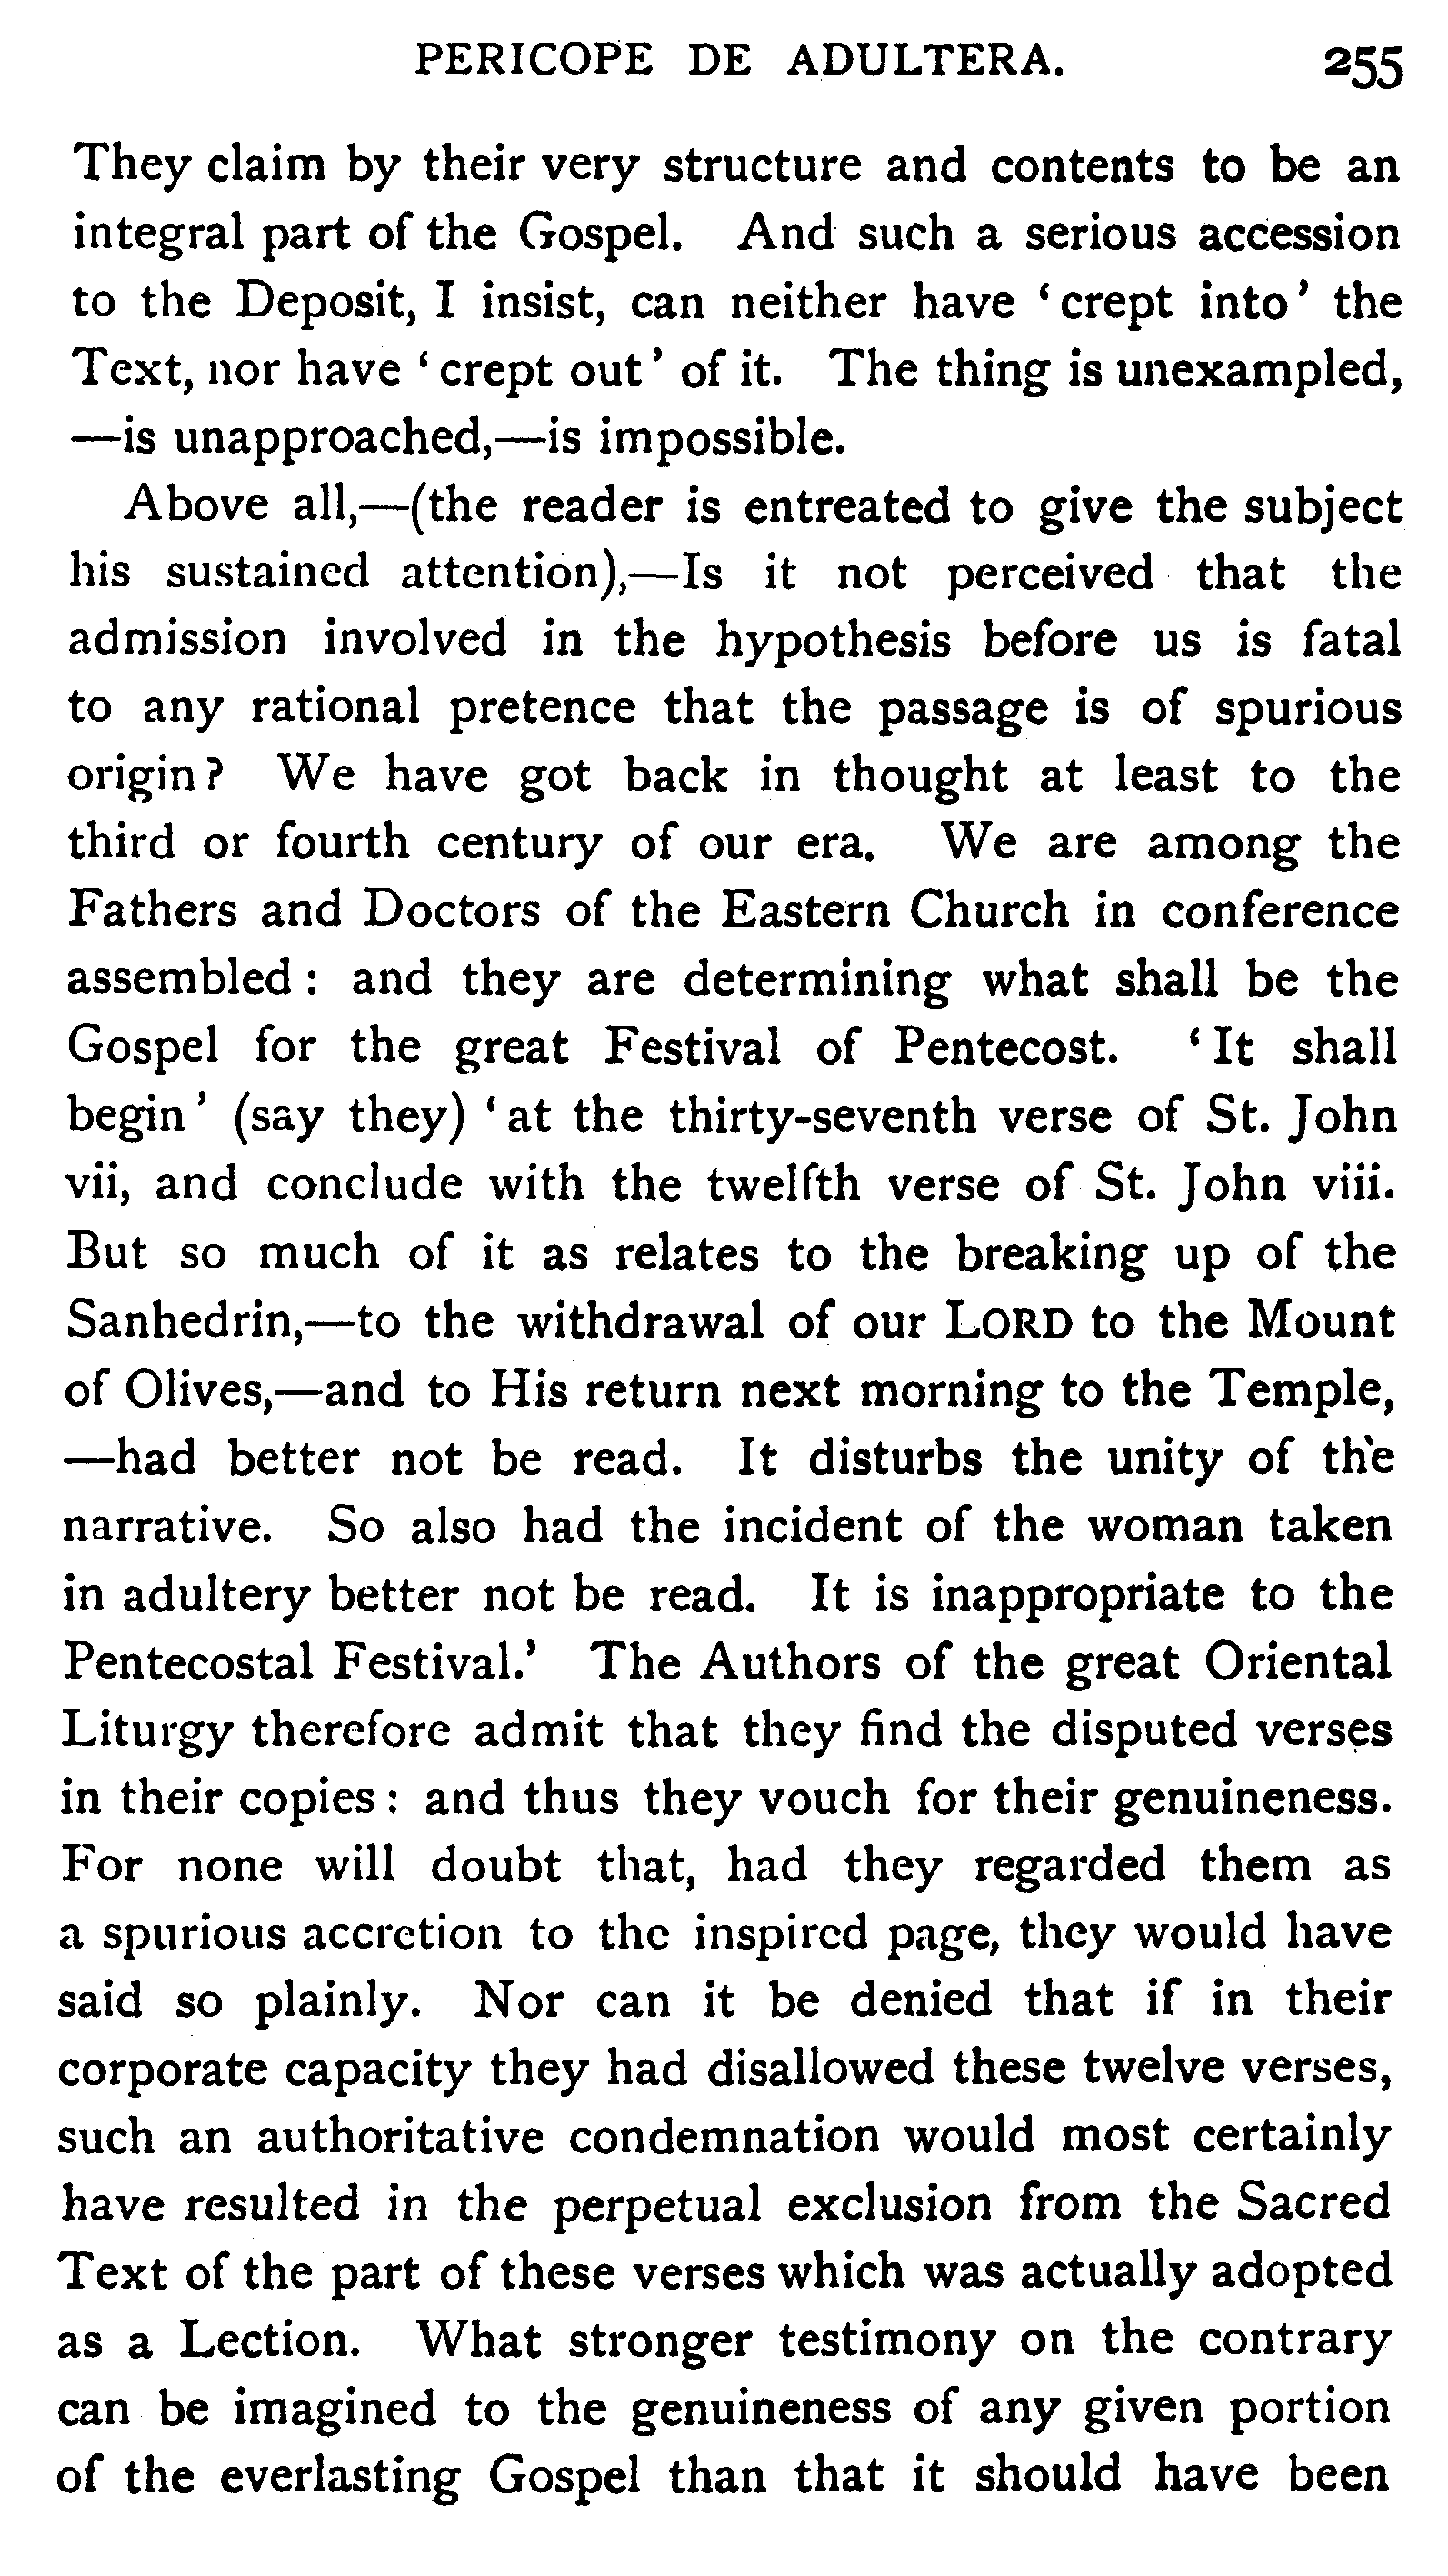 PERICOPE DE ADULTERA. 255
They claim by their very structure and contents to be an
integral part of the Gospel. And such a serious accession
to the Deposit, I insist, can neither have ‘crept into’ the
Text, nor have ‘crept out’ of it. The thing is unexampled,
—is unapproached,—is impossible.
Above all,—(the reader is entreated to give the subject
his sustained attention),—Is it not perceived that the
admission involved in the hypothesis before us is fatal
to any rational pretence that the passage is of spurious
origin? We have got back in thought at least to the
third or fourth century of our era. We are among the
Fathers and Doctors of the Eastern Church in conference
assembled: and they are determining what shall be the
Gospel for the great Festival of Pentecost. ‘It shall
begin’ (say they) ‘at the thirty-seventh verse of St. John
vii, and conclude with the twelfth verse of St. John viii.
But so much of it as relates to the breaking up of the
Sanhedrin,—to the withdrawal of our LORD to the Mount
of Olives,—and to His return next morning to the Temple,
—had better not be read. It disturbs the unity of the
narrative. So also had the incident of the woman taken
in adultery better not be read. It is inappropriate to the
Pentecostal Festival.’ The Authors of the great Oriental
Liturgy therefore admit that they find the disputed verses
in their copies: and thus they vouch for their genuineness.
For none will doubt that, had they regarded them as
a spurious accretion to the inspired page, they would have
said so plainly. Nor can it be denied that if in their
corporate capacity they had disallowed these twelve verses,
such an authoritative condemnation would most certainly
have resulted in the perpetual exclusion from the Sacred
Text of the part of these verses which was actually adopted
as a Lection. What stronger testimony on the contrary
can be imagined to the genuineness of any given portion
of the everlasting Gospel than that it should have been